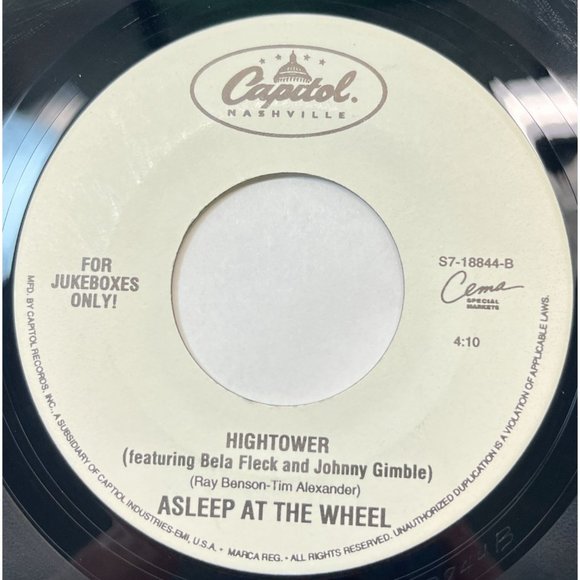 Capitol.
NASHVILLE
FOR
JUKEBOXES
ONLY!
S7-18844-B
Cema
SPECIAL
MARKETS
4:10
HIGHTOWER
(featuring Bela Fleck and Johnny Gimble)
(Ray Benson-Tim Alexander)
ASLEEP AT THE WHEEL
MFD. BY CAPITOL RECORDS, INC., A SUBSIDIARY OF CAPTIOL INDUSTRIES-EMI, U.S.A. • MARCA REG. • ALL RIGHTS RESERVED. UNAUTHORIZED DUPLICATION IS A VIOLATION OF APPLICABLE LAWS.